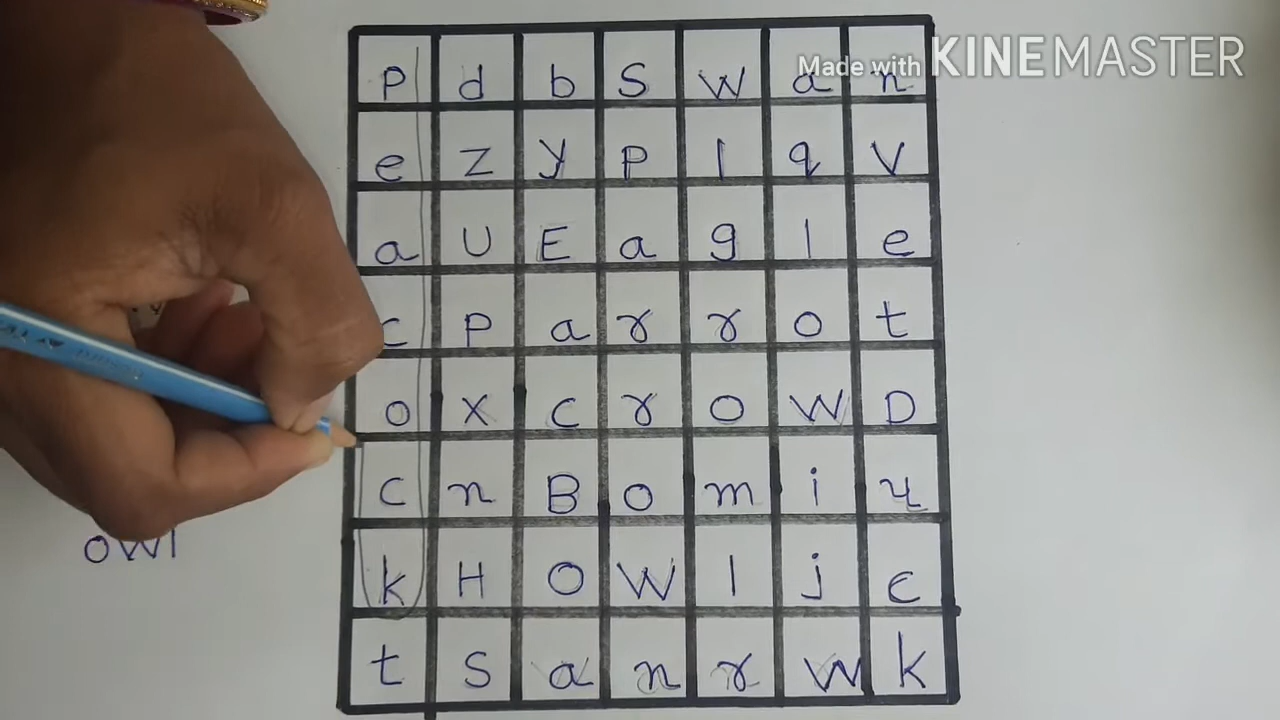 Made with KINEMASTER
P d b S W a n
e z y P l q v
a U E a g l e
c P a r r o t
o x c r o w D
c n B o m i u
k H O W l j c
t S a n r w k
owl